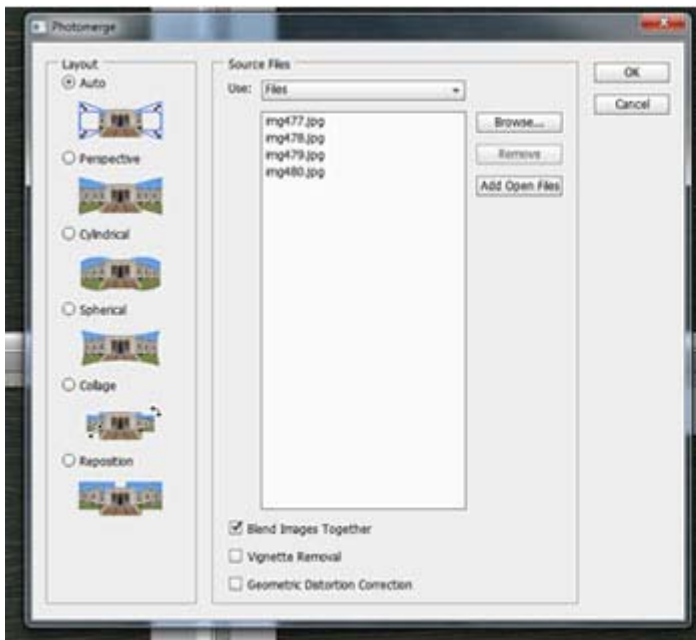 Photomerge
Layout
Auto
Perspective
Cylindrical
Spherical
Collage
Reposition
Source Files
Use: Files
img477.jpg
img478.jpg
img479.jpg
img480.jpg
Browse...
Remove
Add Open Files
Blend Images Together
Vignette Removal
Geometric Distortion Correction
OK
Cancel